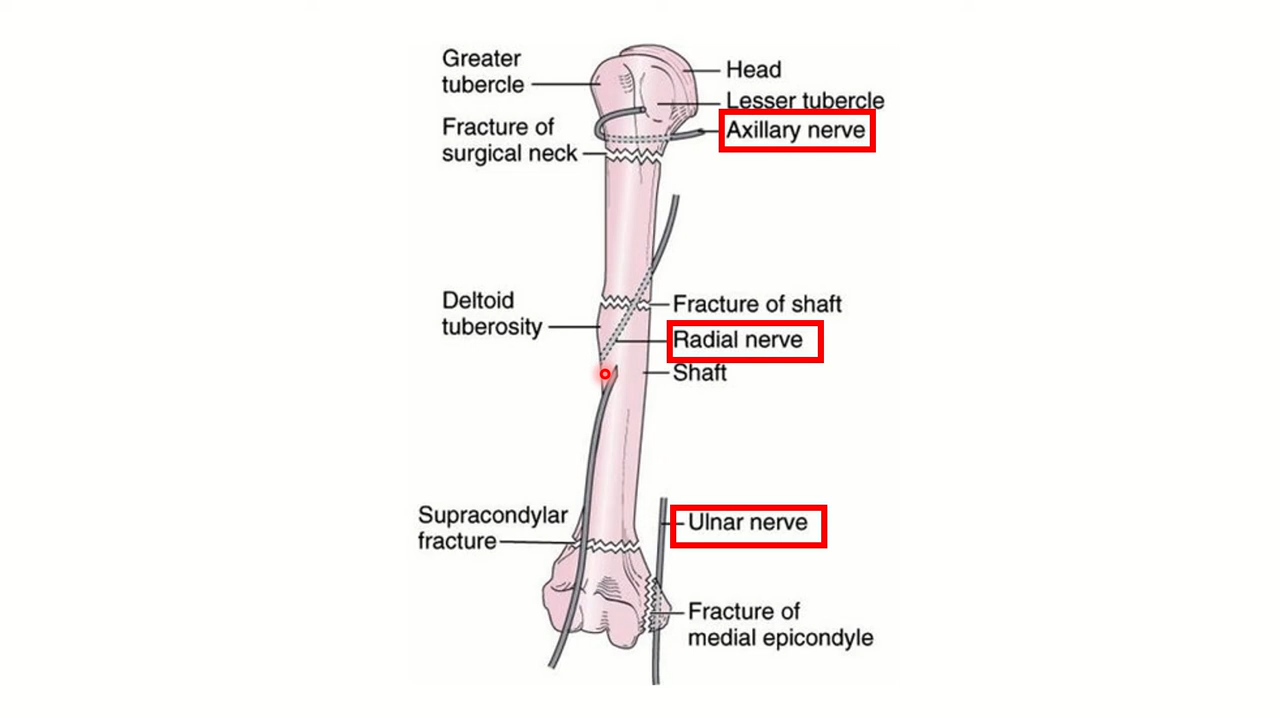 Greater
tubercle
Head
Lesser tubercle
Axillary nerve
Fracture of
surgical neck
Deltoid
tuberosity
Fracture of shaft
Radial nerve
Shaft
Supracondylar
fracture
Ulnar nerve
Fracture of
medial epicondyle